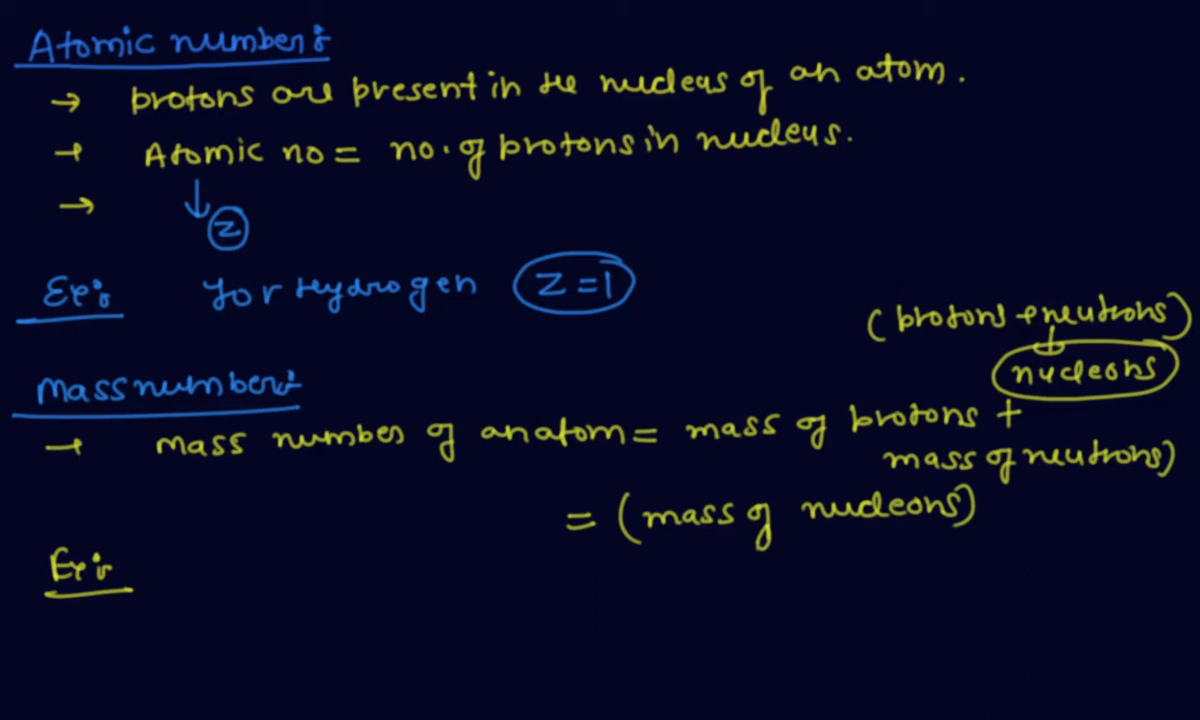 Atomic number:
→ protons are present in the nucleus of an atom.
→ Atomic no = no. of protons in nucleus.
→ ↓ Z
Ex: for Hydrogen Z=1
(protons + neutrons)
↓
nucleons
Mass number:
→ mass number of an atom = mass of protons +
mass of neutrons)
= (mass of nucleons)
Ex: